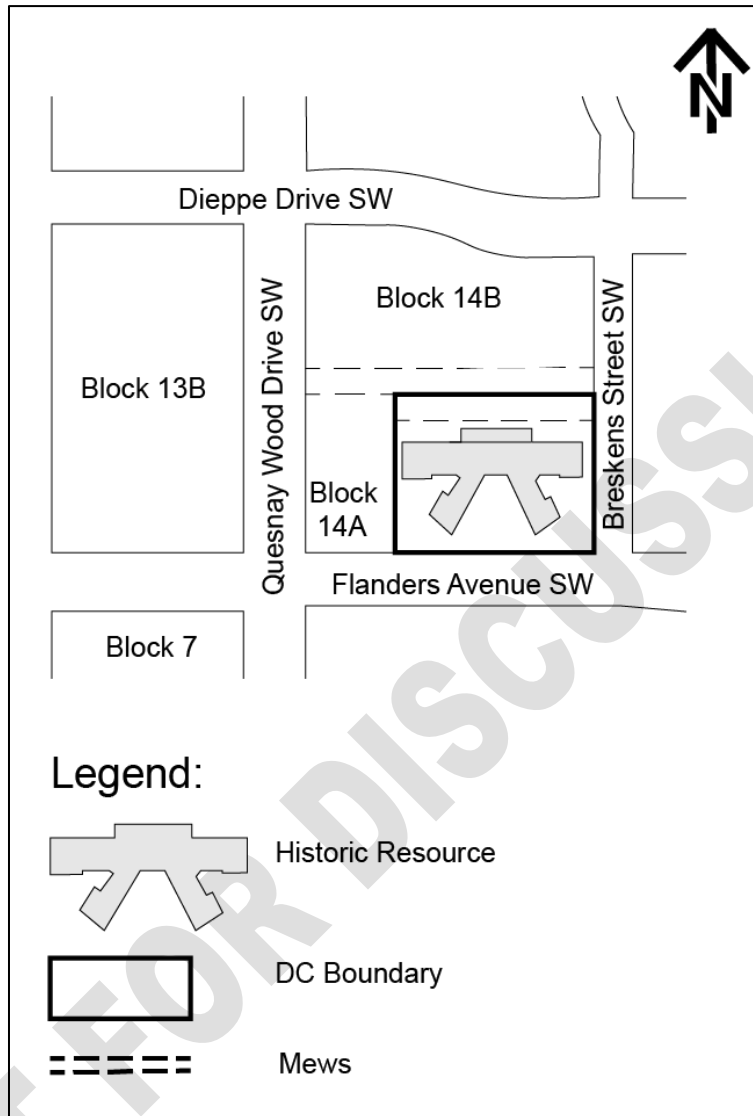 N
Dieppe Drive SW
Block 14B
Block 13B
Quesnay Wood Drive SW
Breskens Street SW
Block
14A
Flanders Avenue SW
Block 7
Legend:
Historic Resource
DC Boundary
Mews
T FOR DISCUSSI